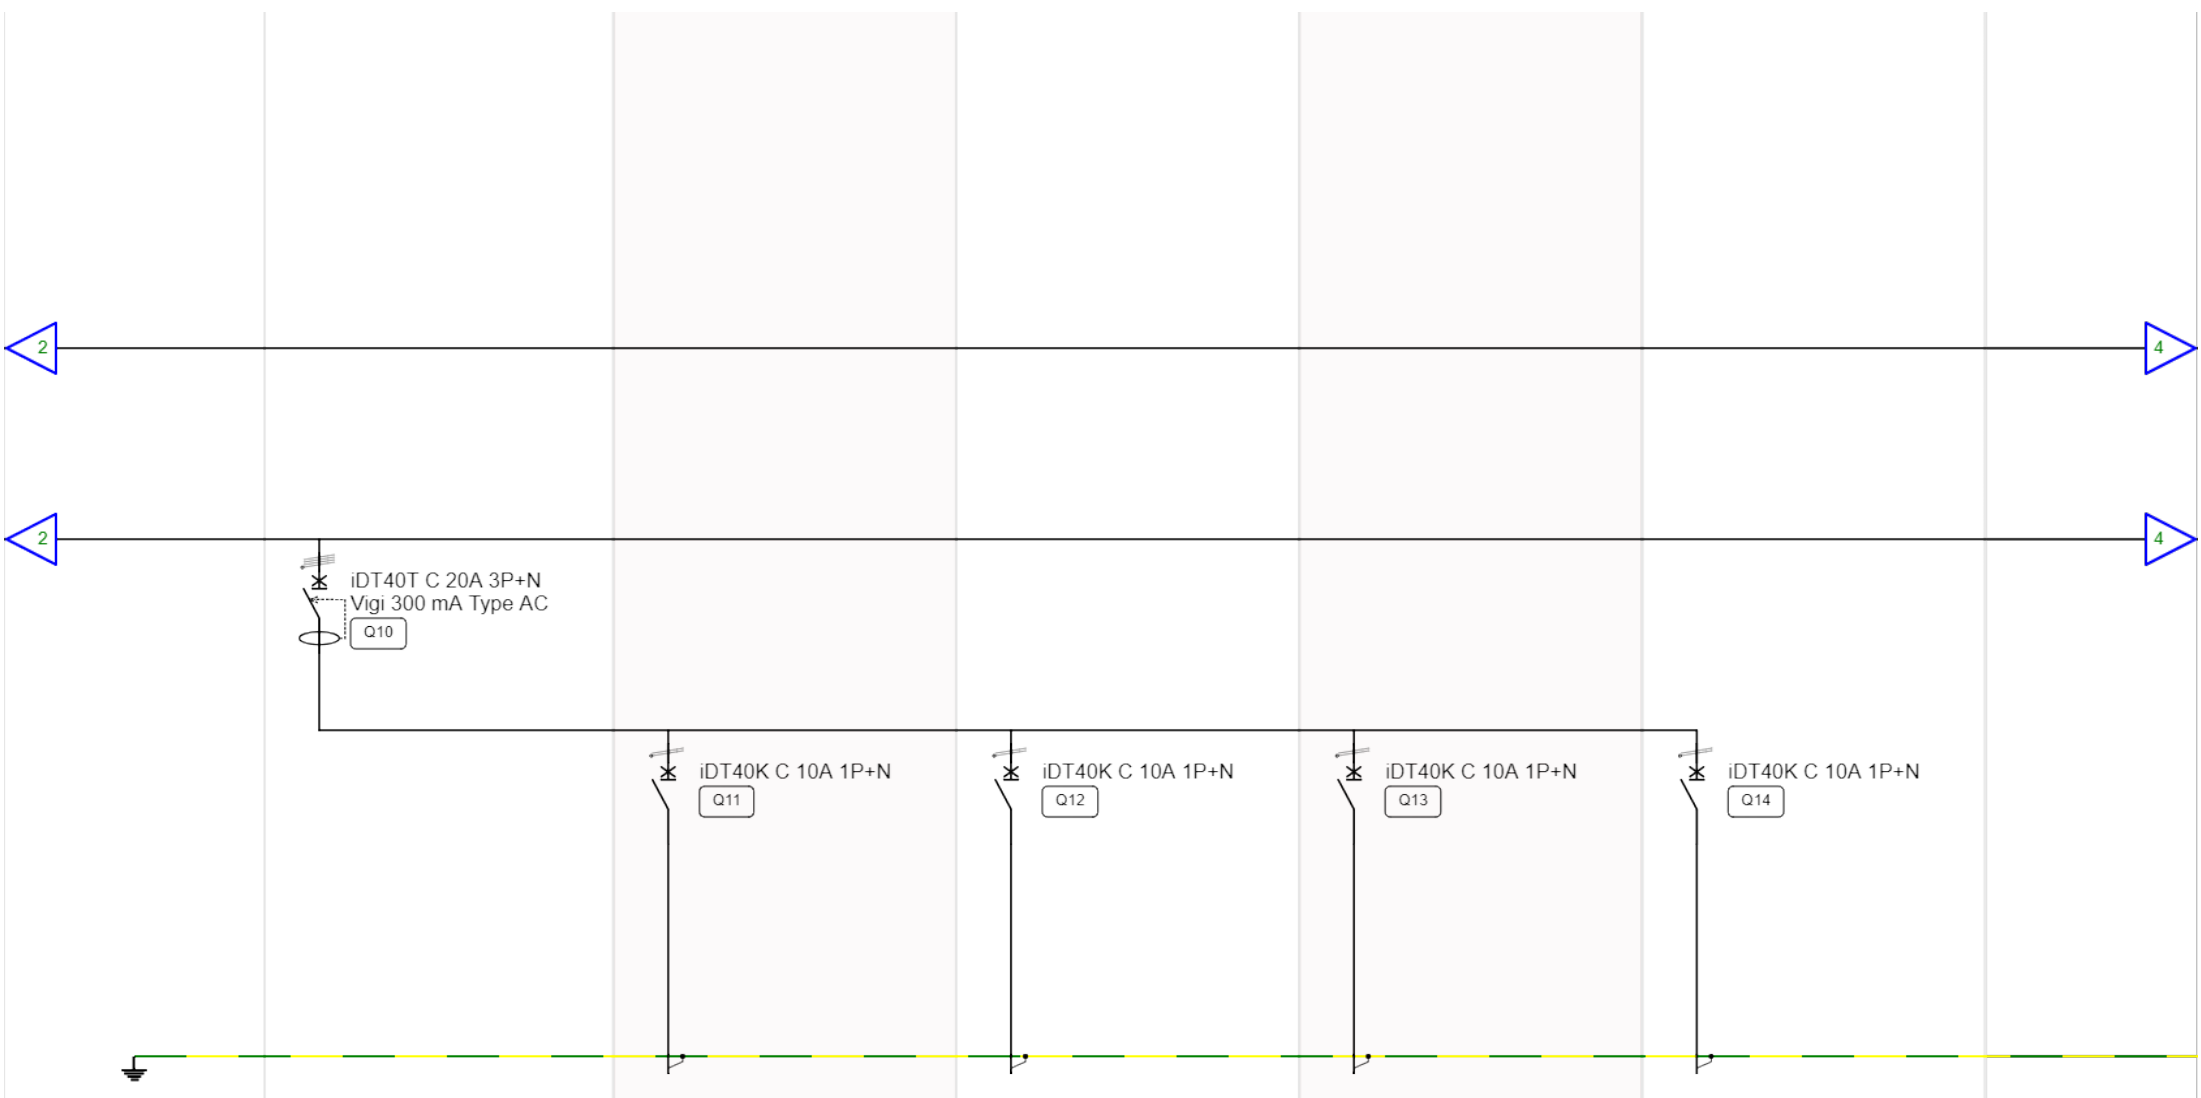 2
4
2
4
iDT40T C 20A 3P+N
Vigi 300 mA Type AC
Q10
iDT40K C 10A 1P+N
Q11
iDT40K C 10A 1P+N
Q12
iDT40K C 10A 1P+N
Q13
iDT40K C 10A 1P+N
Q14